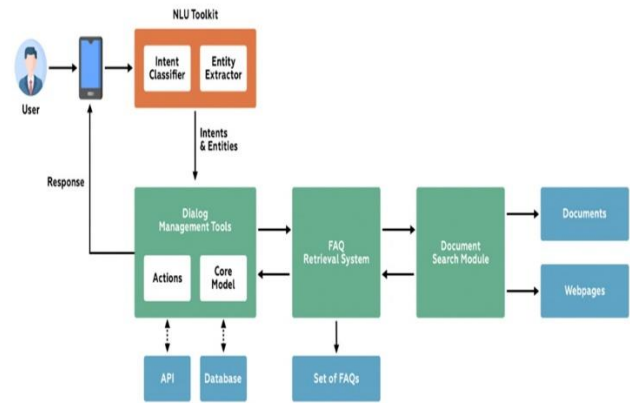 NLU Toolkit
Intent
Classifier
Entity
Extractor
User
Intents
& Entities
Response
Dialog
Management Tools
Actions
Core
Model
FAQ
Retrieval System
Document
Search Module
Documents
Webpages
API
Database
Set of FAQs